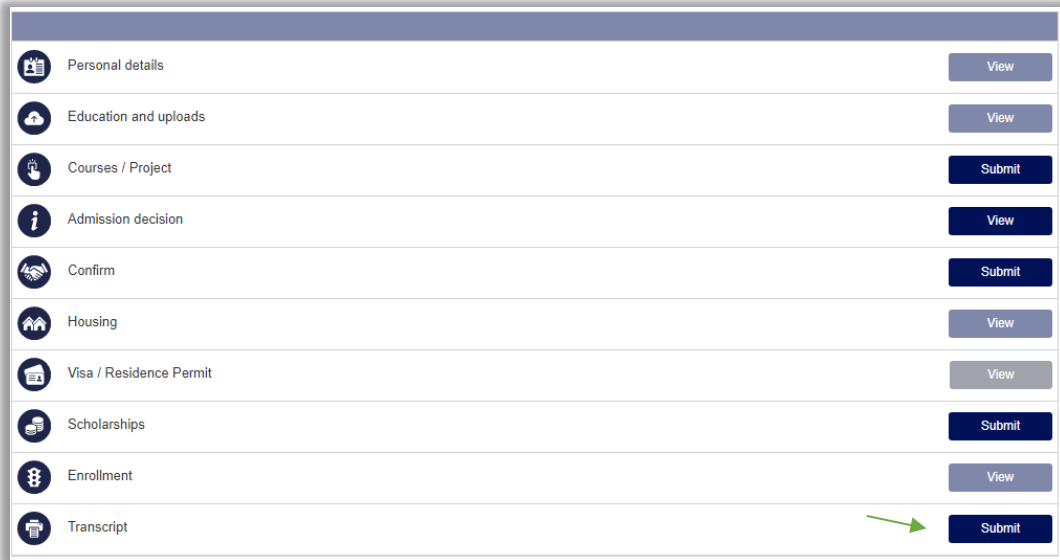 Personal details View
Education and uploads View
Courses / Project Submit
Admission decision View
Confirm Submit
Housing View
Visa / Residence Permit View
Scholarships Submit
Enrollment View
Transcript Submit